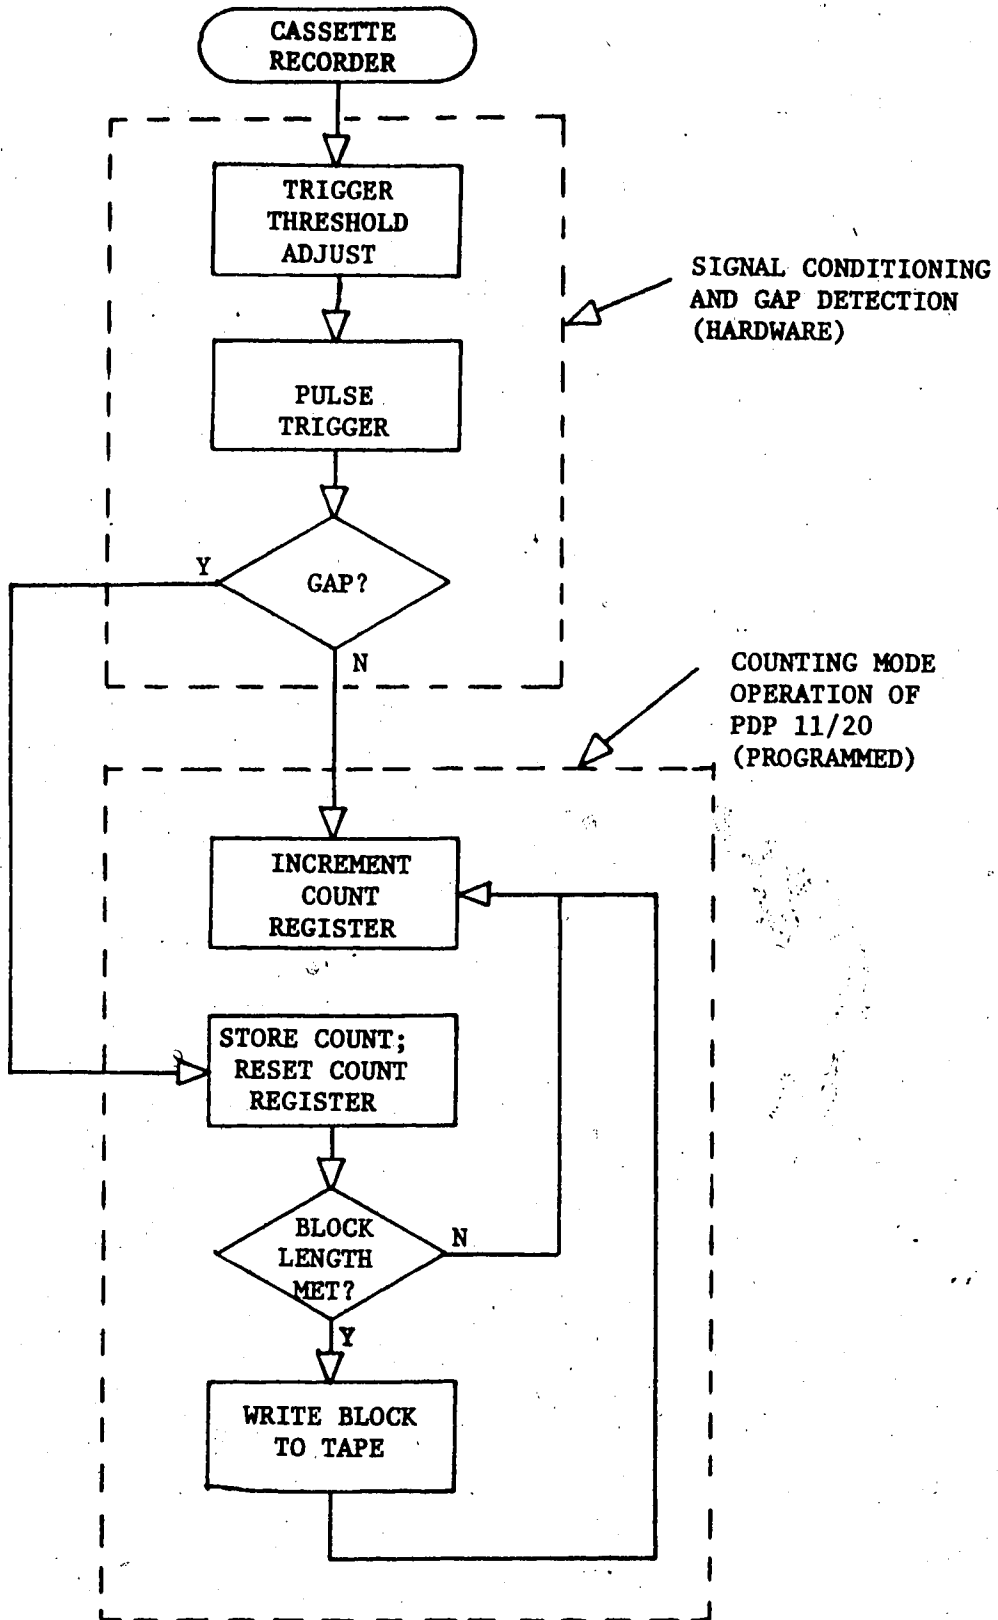 CASSETTE
RECORDER
TRIGGER
THRESHOLD
ADJUST
SIGNAL CONDITIONING
AND GAP DETECTION
(HARDWARE)
PULSE
TRIGGER
Y
GAP?
N
COUNTING MODE
OPERATION OF
PDP 11/20
(PROGRAMMED)
INCREMENT
COUNT
REGISTER
STORE COUNT;
RESET COUNT
REGISTER
BLOCK
LENGTH
MET?
N
Y
WRITE BLOCK
TO TAPE